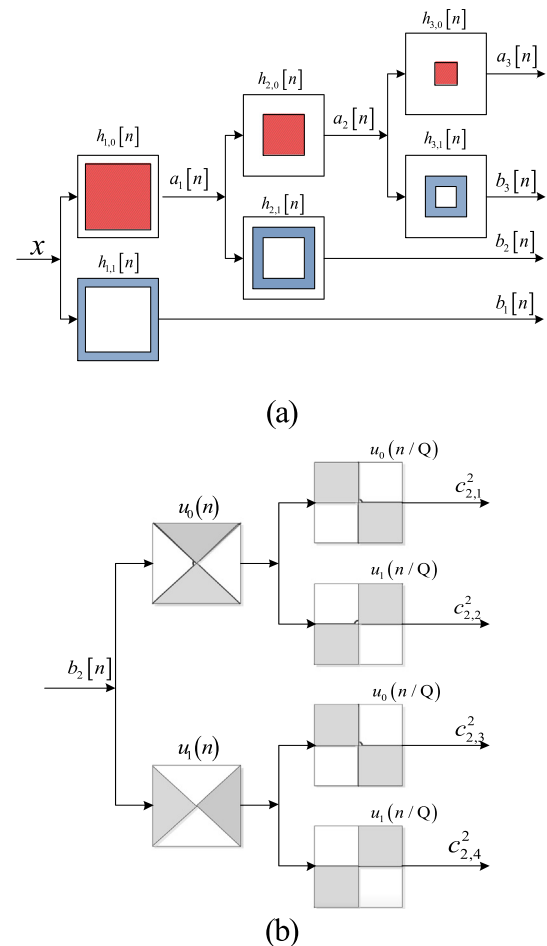 h_{3,0}[n]
a_3[n]
h_{2,0}[n]
a_2[n]
h_{3,1}[n]
h_{1,0}[n]
a_1[n]
b_3[n]
h_{2,1}[n]
b_2[n]
x
h_{1,1}[n]
b_1[n]
(a)
u_0(n/Q)
c^2_{2,1}
u_0(n)
u_1(n/Q)
c^2_{2,2}
b_2[n]
u_0(n/Q)
c^2_{2,3}
u_1(n)
u_1(n/Q)
c^2_{2,4}
(b)